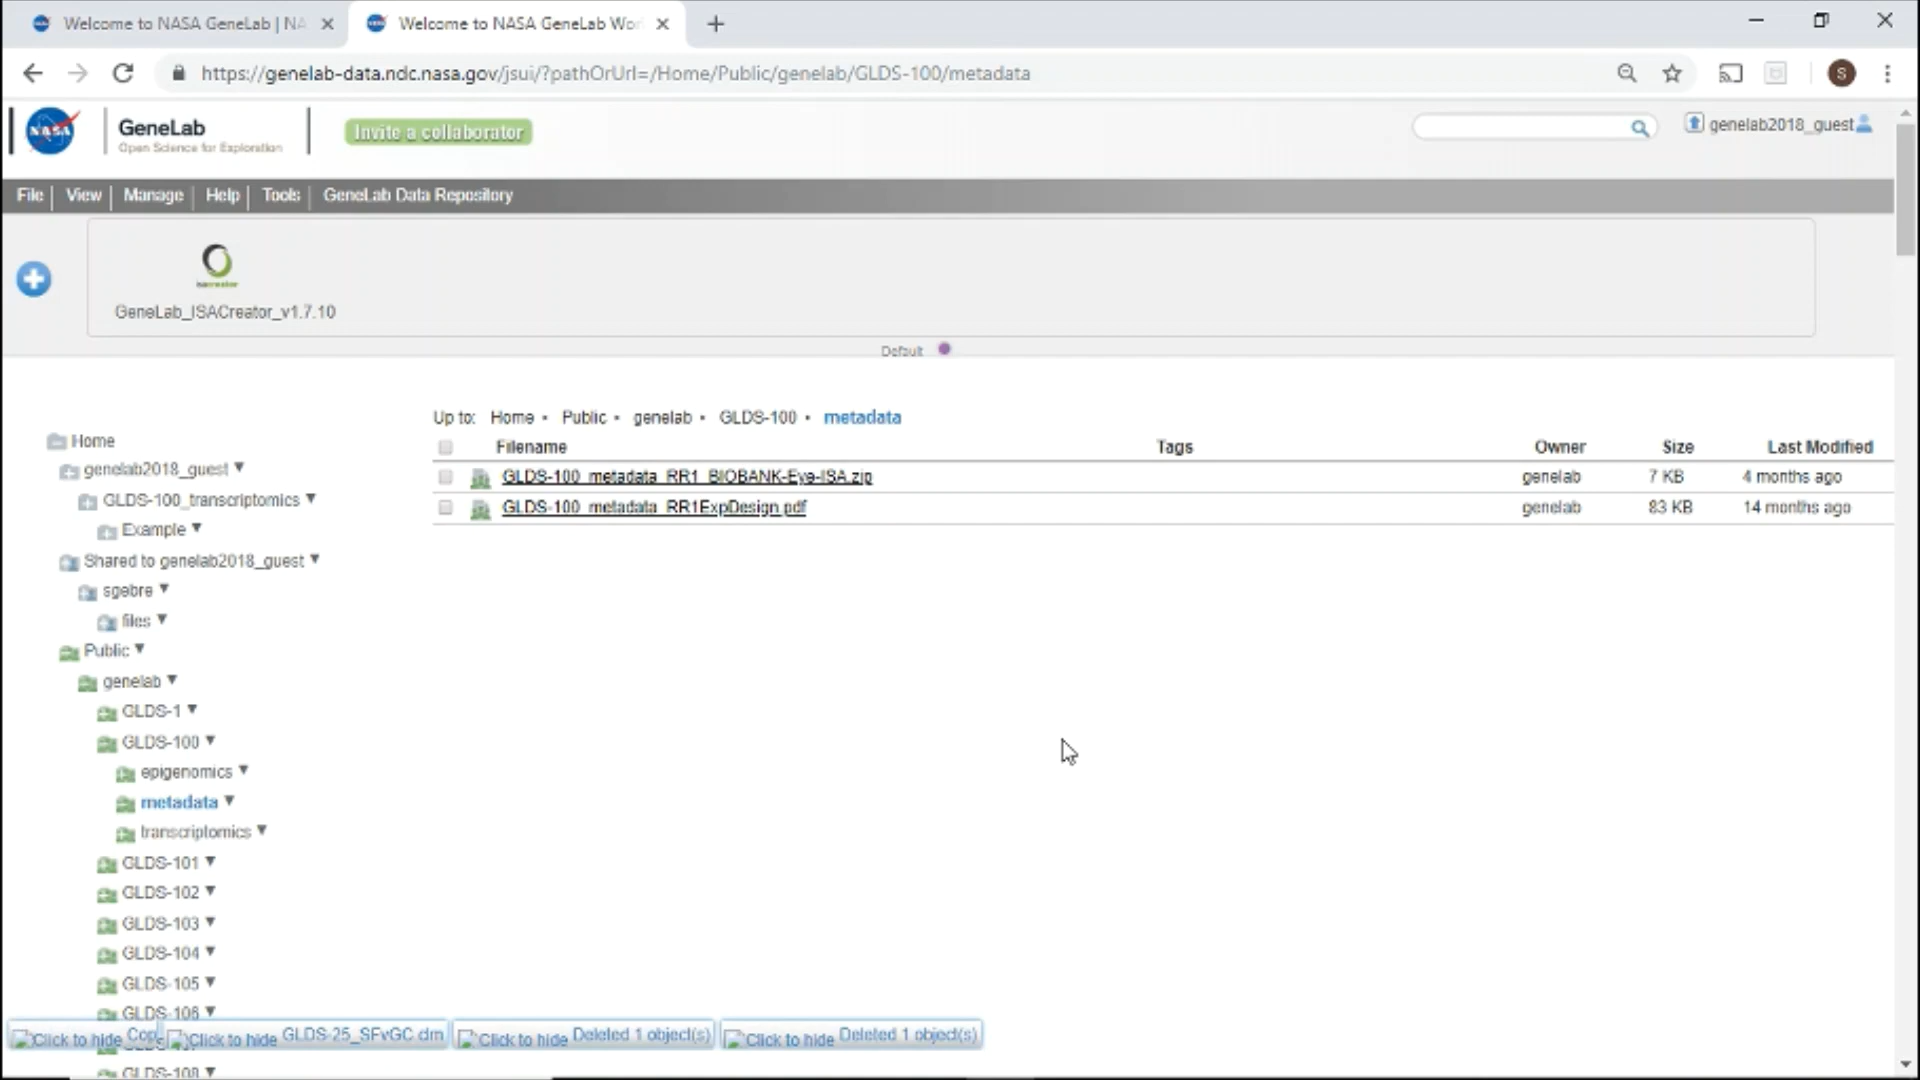 Welcome to NASA GeneLab | NA
Welcome to NASA GeneLab Wor
https://genelab-data.ndc.nasa.gov/jsui/?pathOrUrl=/Home/Public/genelab/GLDS-100/metadata
S
NASA
GeneLab
Open Science for Exploration
Invite a collaborator
genelab2018_guest
File View Manage Help Tools GeneLab Data Repository
isacreator
GeneLab_ISACreator_v1.7.10
Default
Up to: Home Public genelab GLDS-100 metadata
Filename Tags Owner Size Last Modified
GLDS-100_metadata_RR1_BIOBANK-Eye-ISA.zip genelab 7 KB 4 months ago
GLDS-100_metadata_RR1ExpDesign.pdf genelab 83 KB 14 months ago
Home
genelab2018_guest
GLDS-100_transcriptomics
Example
Shared to genelab2018_guest
sgebre
files
Public
genelab
GLDS-1
GLDS-100
epigenomics
metadata
transcriptomics
GLDS-101
GLDS-102
GLDS-103
GLDS-104
GLDS-105
GLDS-106
Click to hide Cop Click to hide GLDS-25_SFvGC.dm Click to hide Deleted 1 object(s) Click to hide Deleted 1 object(s)
GLDS-108